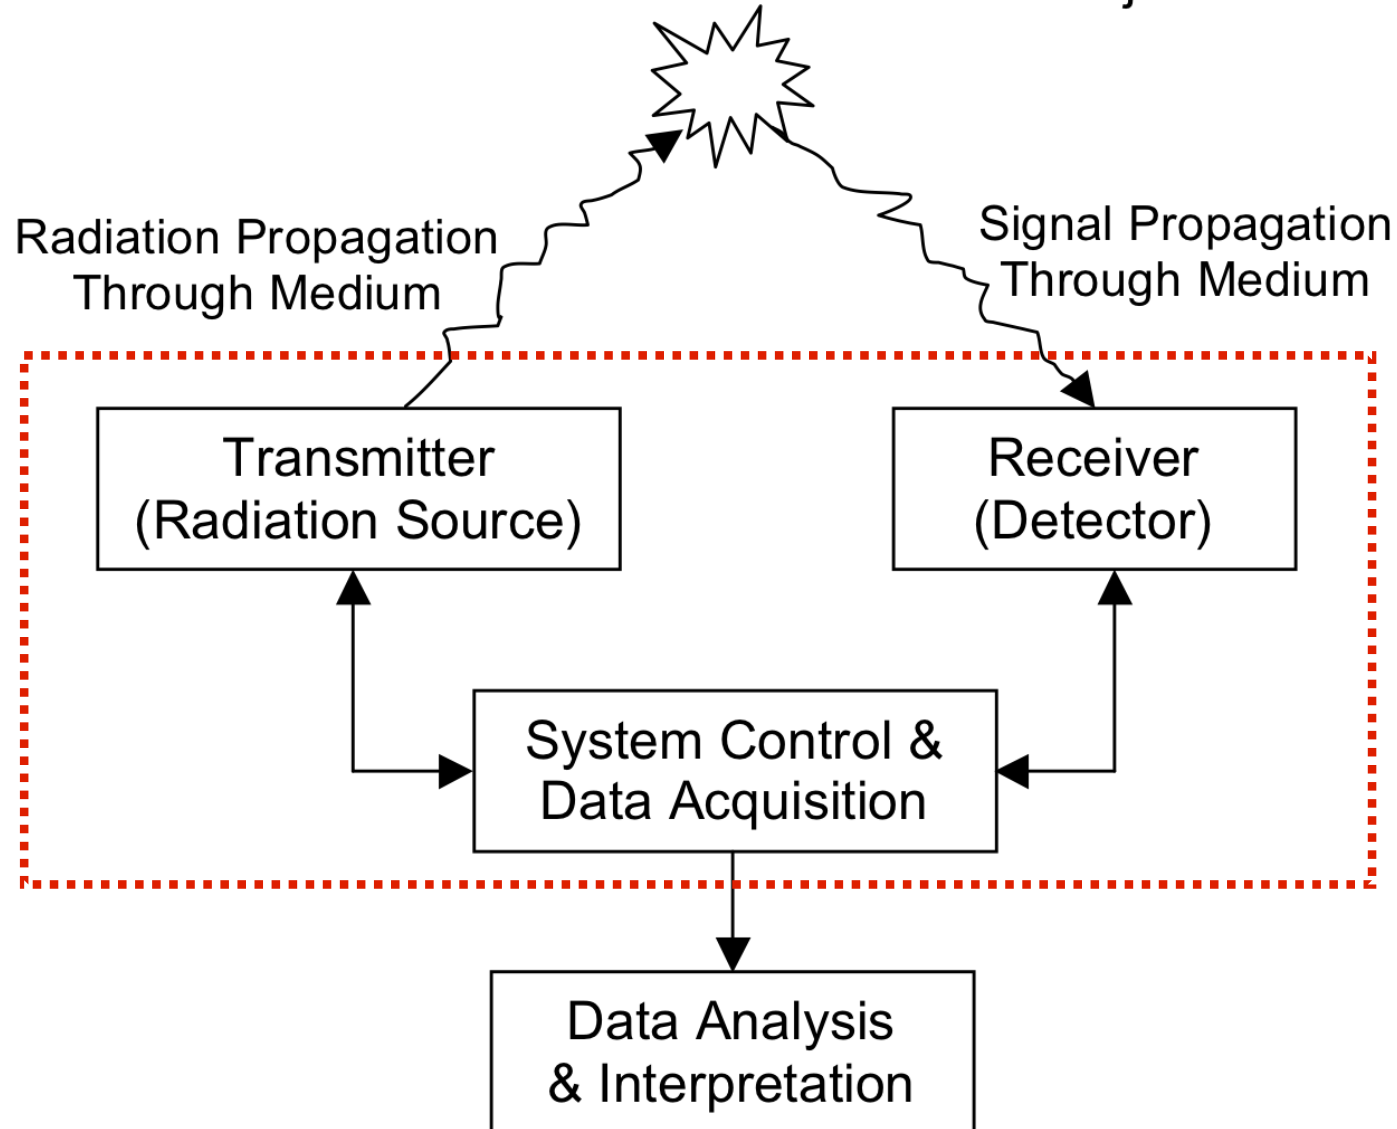 Radiation Propagation
Through Medium
Signal Propagation
Through Medium
Transmitter
(Radiation Source)
Receiver
(Detector)
System Control &
Data Acquisition
Data Analysis
& Interpretation